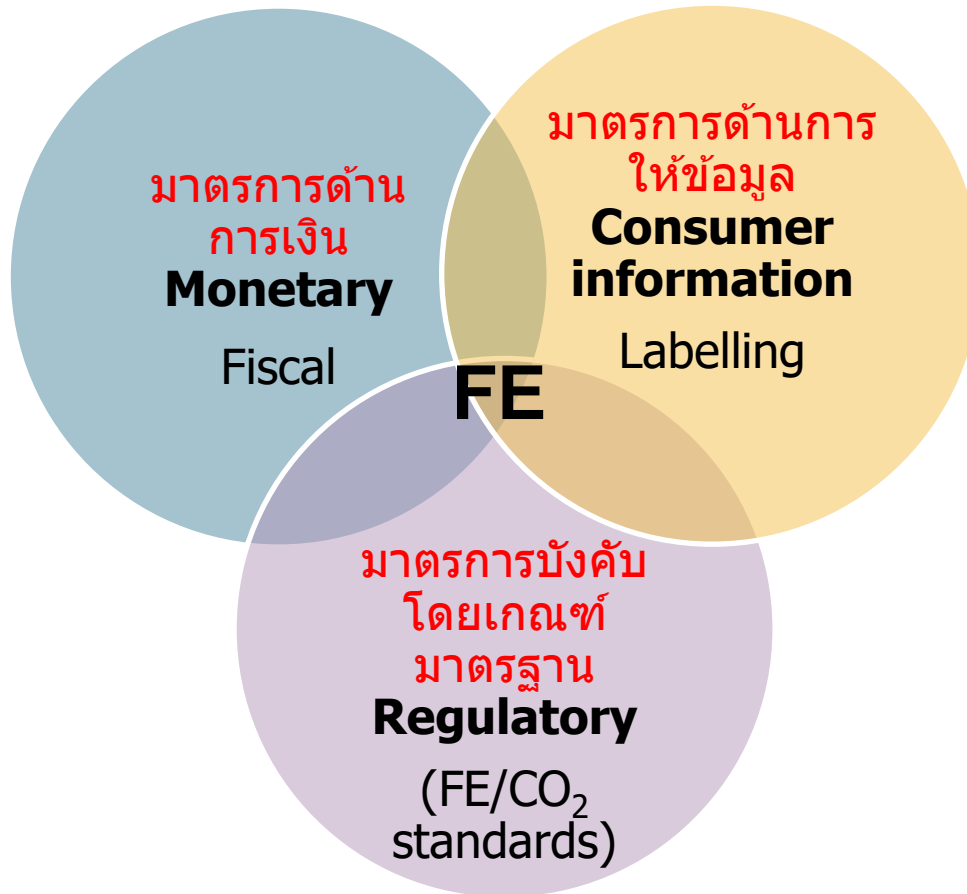 มาตรการด้าน
การเงิน
Monetary
Fiscal
มาตรการด้านการ
ให้ข้อมูล
Consumer
information
Labelling
FE
มาตรการบังคับ
โดยเกณฑ์
มาตรฐาน
Regulatory
(FE/CO₂
standards)